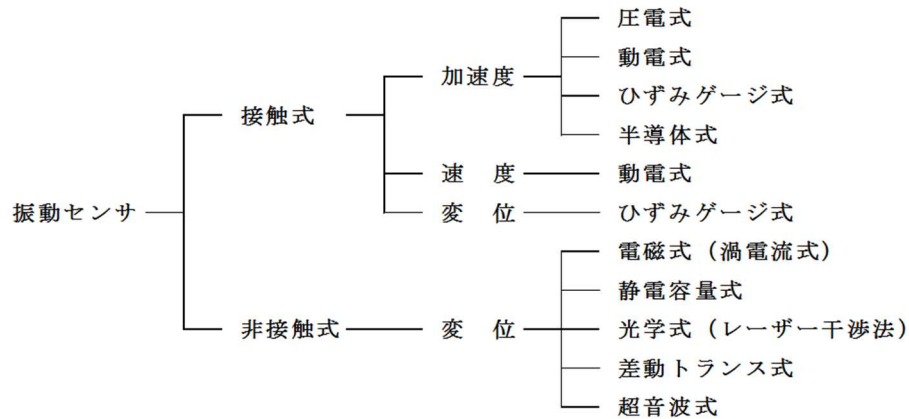 圧電式
動電式
加速度
ひずみゲージ式
接触式
半導体式
速 度
動電式
振動センサ
変 位
ひずみゲージ式
電磁式（渦電流式）
静電容量式
非接触式
変 位
光学式（レーザー干渉法）
差動トランス式
超音波式